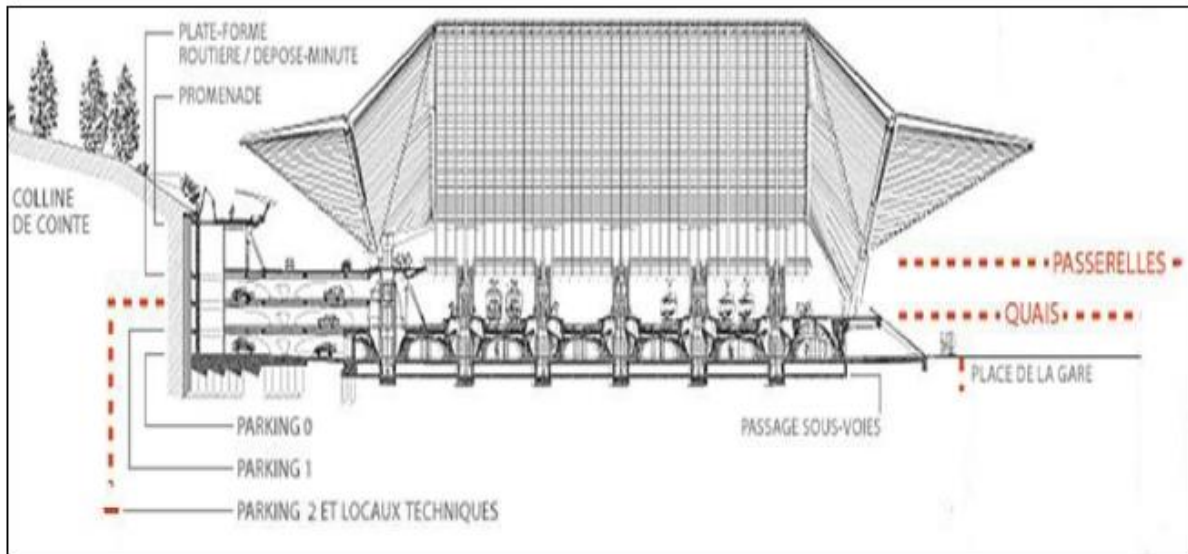 PLATE-FORME
ROUTIERE / DEPOSE-MINUTE
PROMENADE
COLLINE
DE COINTE
PASSERELLES
QUAIS
PLACE DE LA GARE
PASSAGE SOUS-VOIES
PARKING 0
PARKING 1
PARKING 2 ET LOCAUX TECHNIQUES